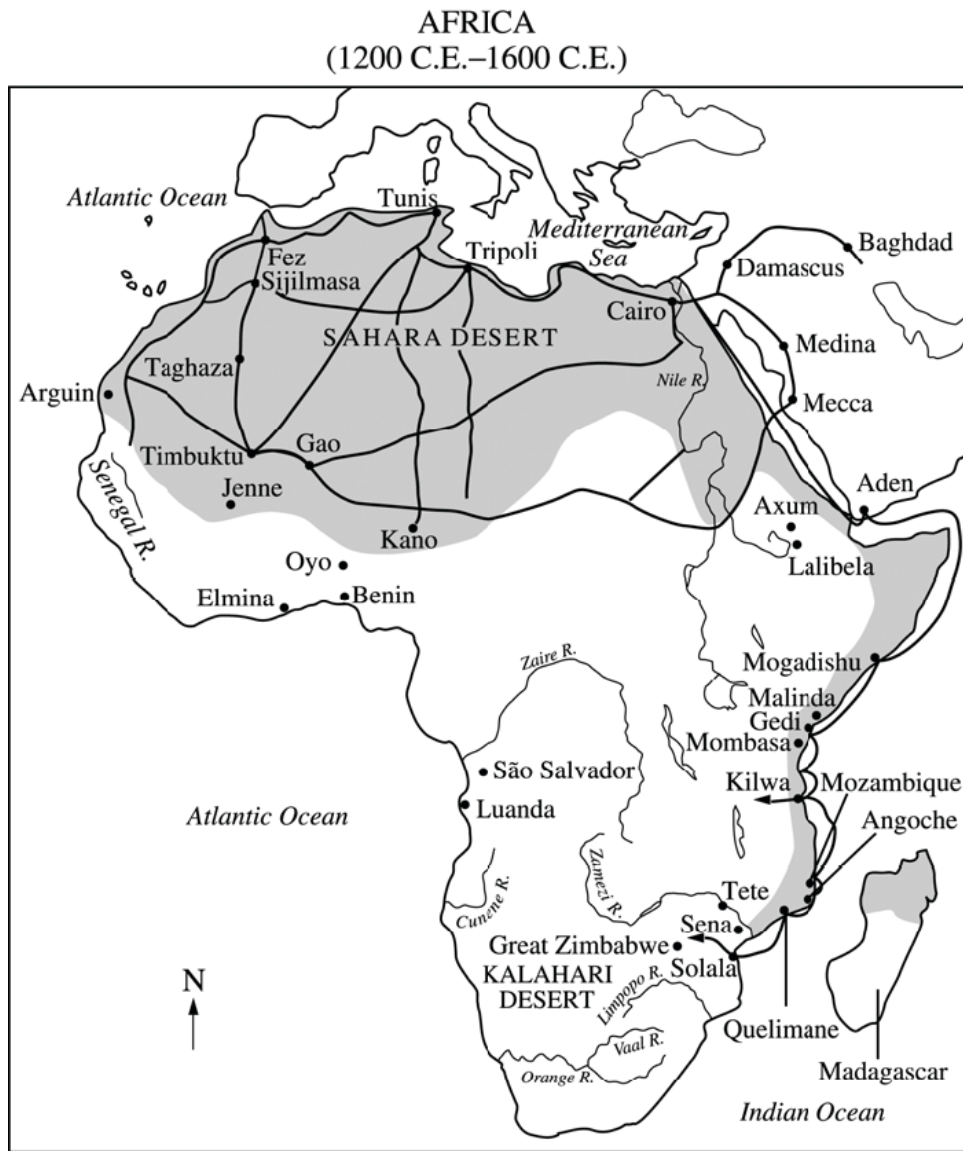 AFRICA
(1200 C.E.–1600 C.E.)
Atlantic Ocean
Tunis
Mediterranean
Sea
Baghdad
Fez
Tripoli
Damascus
Sijilmasa
Cairo
SAHARA DESERT
Medina
Taghaza
Nile R.
Arguin
Mecca
Timbuktu
Gao
Senegal R.
Jenne
Aden
Kano
Axum
Oyo
Lalibela
Elmina
Benin
Zaire R.
Mogadishu
Malinda
Gedi
Mombasa
São Salvador
Kilwa
Mozambique
Atlantic Ocean
Luanda
Angoche
Zamezi R.
Tete
Cunene R.
Sena
Great Zimbabwe
KALAHARI
DESERT
Solala
N
Limpopo R.
Quelimane
Vaal R.
Orange R.
Madagascar
Indian Ocean